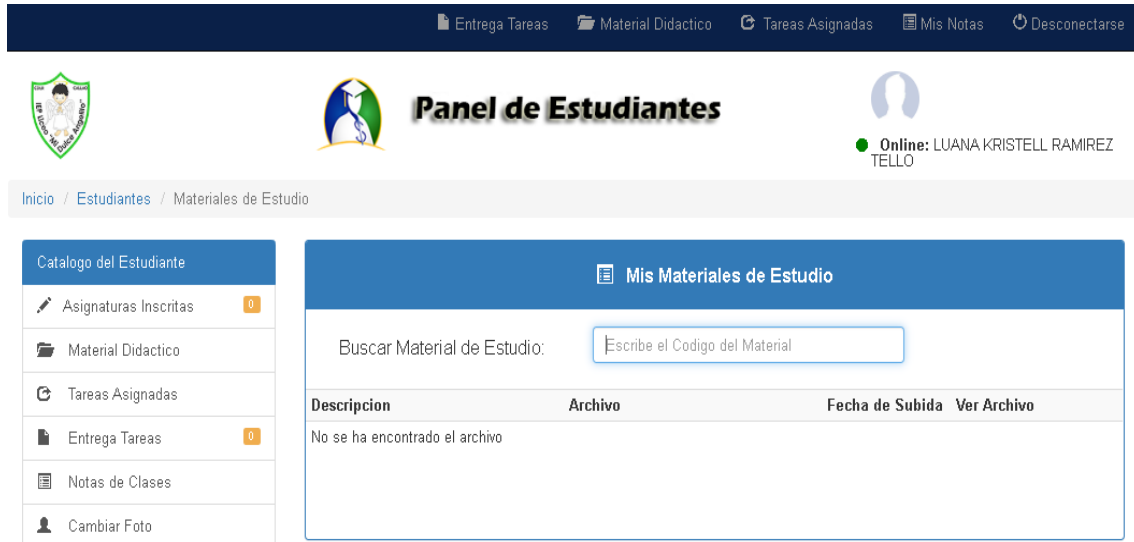 Entrega Tareas Material Didactico Tareas Asignadas Mis Notas Desconectarse
Panel de Estudiantes
Online: LUANA KRISTELL RAMIREZ
TELLO
Inicio / Estudiantes / Materiales de Estudio
Catalogo del Estudiante
Asignaturas Inscritas 0
Material Didactico
Tareas Asignadas
Entrega Tareas 0
Notas de Clases
Cambiar Foto
Mis Materiales de Estudio
Buscar Material de Estudio: Escribe el Codigo del Material
Descripcion Archivo Fecha de Subida Ver Archivo
No se ha encontrado el archivo